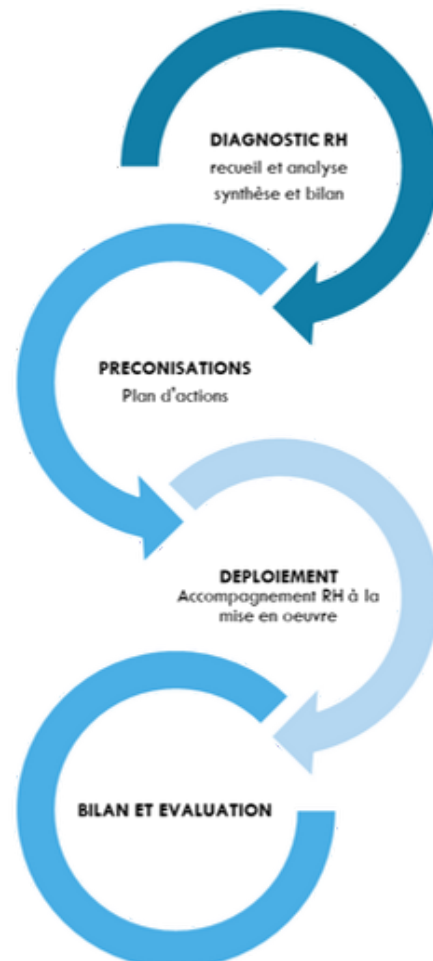 DIAGNOSTIC RH
recueil et analyse
synthèse et bilan
PRECONISATIONS
Plan d'actions
DEPLOIEMENT
Accompagnement RH à la
mise en oeuvre
BILAN ET EVALUATION